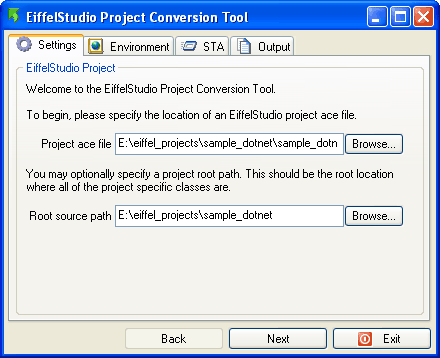 EiffelStudio Project Conversion Tool
Settings Environment STA Output
EiffelStudio Project
Welcome to the EiffelStudio Project Conversion Tool.
To begin, please specify the location of an EiffelStudio project ace file.
Project ace file E:\eiffel_projects\sample_dotnet\sample_dotn Browse...
You may optionally specify a project root path. This should be the root location
where all of the project specific classes are.
Root source path E:\eiffel_projects\sample_dotnet Browse...
Back Next Exit